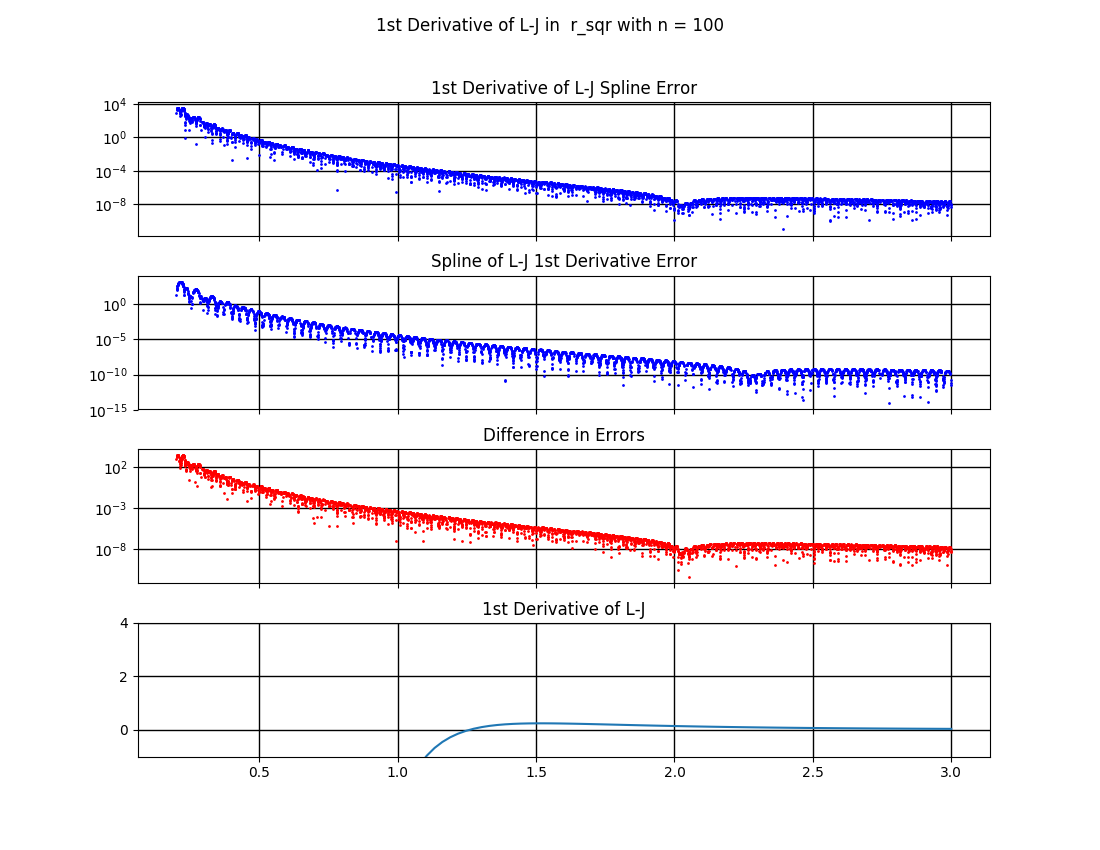 1st Derivative of L-J in  r_sqr with n = 100
1st Derivative of L-J Spline Error
10^4
10^0
10^-4
10^-8
Spline of L-J 1st Derivative Error
10^0
10^-5
10^-10
10^-15
Difference in Errors
10^2
10^-3
10^-8
1st Derivative of L-J
4
2
0
0.5 1.0 1.5 2.0 2.5 3.0